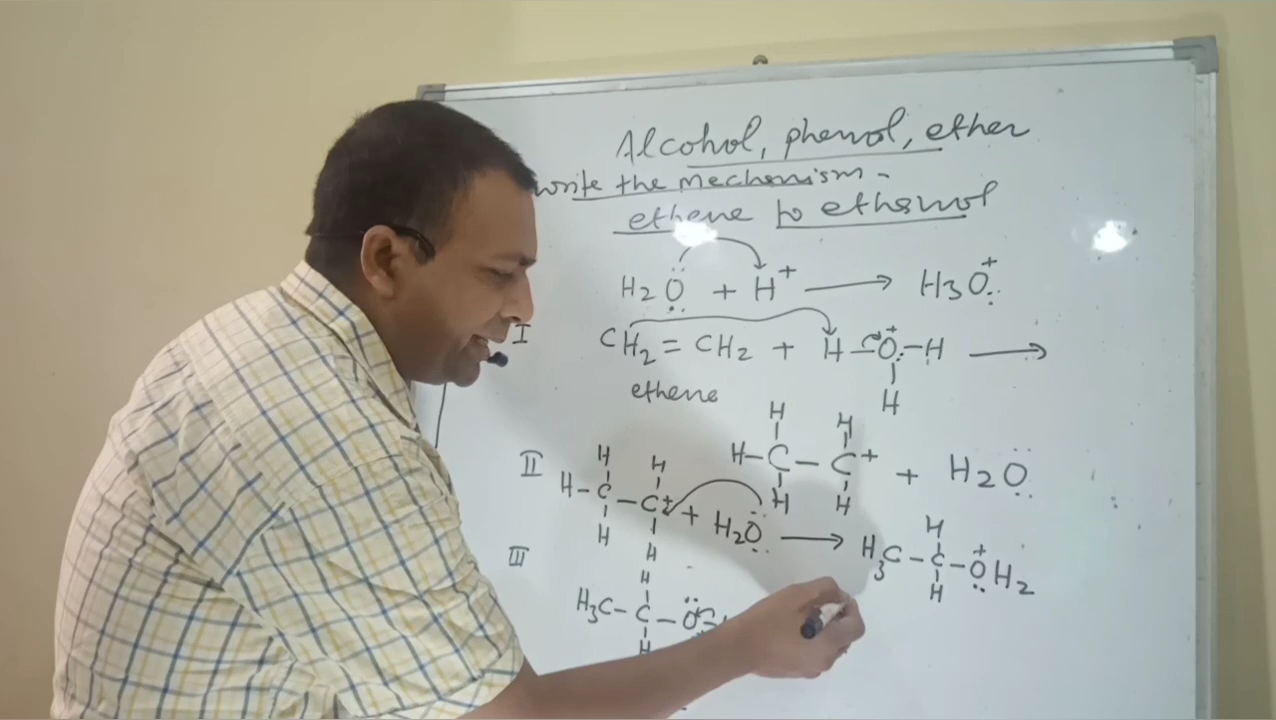 Alcohol, phenol, ether
write the mechanism -
ethene to ethanol
H2O + H+ → H3O+
I CH2 = CH2 + H - O+ - H →
H
ethene
H H
H - C - C+ + H2O
H H
II H H
H - C - C+ + H2O → H3C - C - O+H2
H H
H H
III
H
H3C - C - O
H